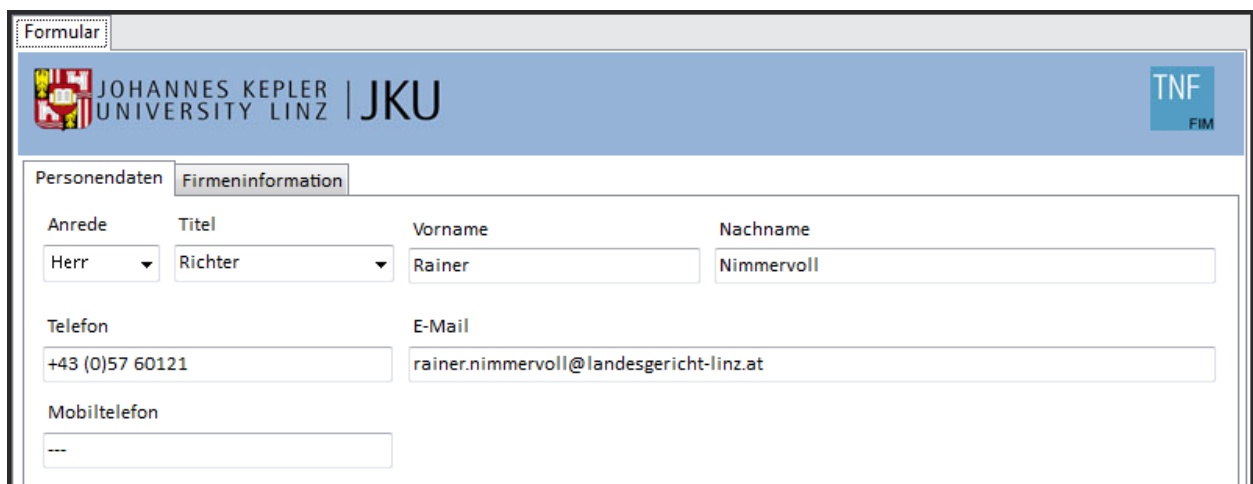 Formular
JOHANNES KEPLER
UNIVERSITY LINZ | JKU
TNF
FIM
Personendaten Firmeninformation
Anrede Titel Vorname Nachname
Herr Richter Rainer Nimmervoll
Telefon E-Mail
+43 (0)57 60121 rainer.nimmervoll@landesgericht-linz.at
Mobiltelefon
---